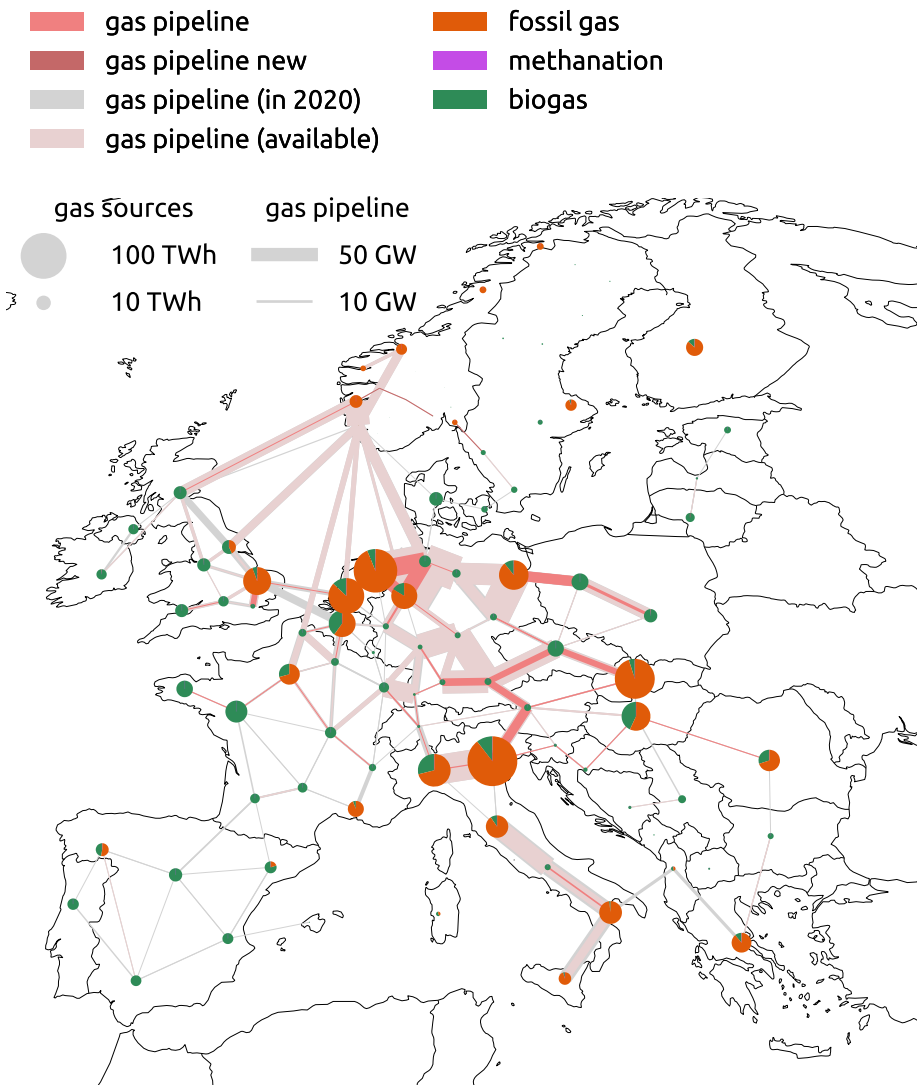 gas pipeline
gas pipeline new
gas pipeline (in 2020)
gas pipeline (available)
fossil gas
methanation
biogas
gas sources
100 TWh
10 TWh
gas pipeline
50 GW
10 GW